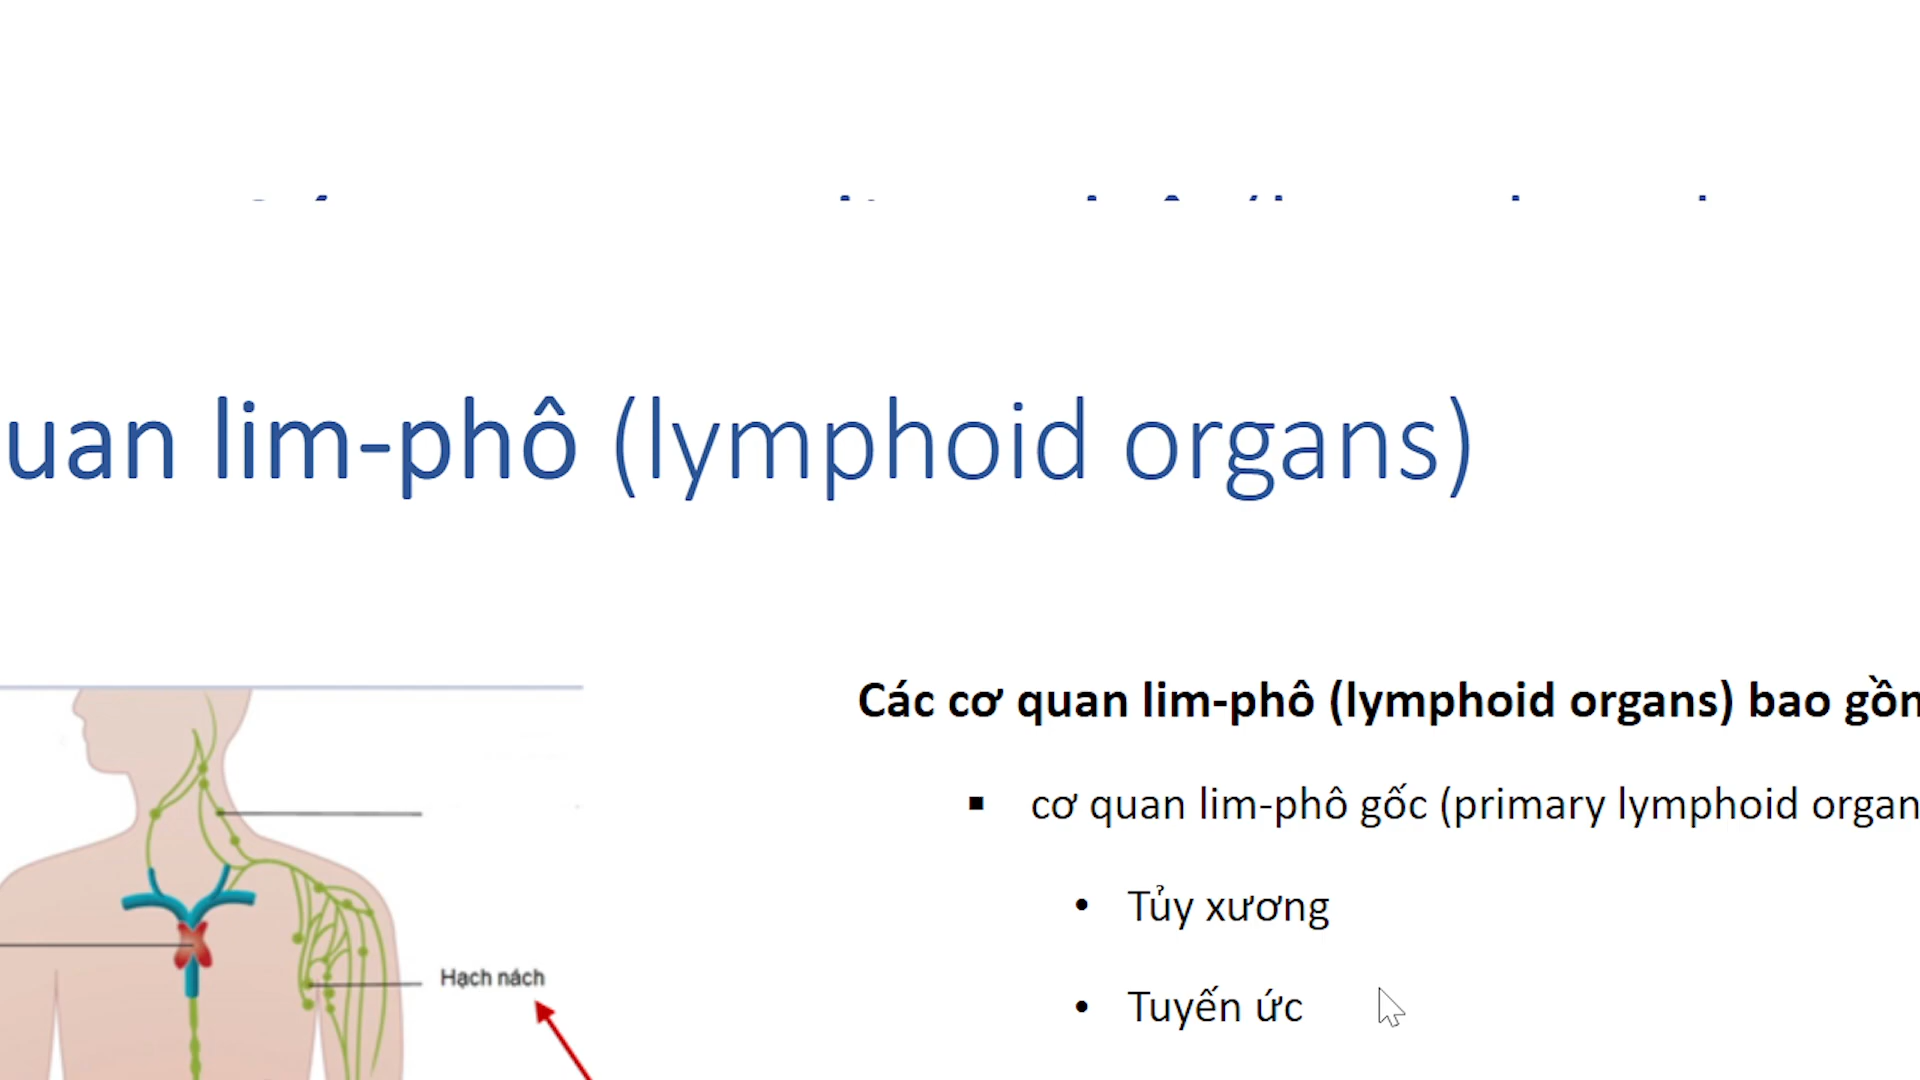 uan lim-phô (lymphoid organs)
Các cơ quan lim-phô (lymphoid organs) bao gồm
cơ quan lim-phô gốc (primary lymphoid organ
• Tủy xương
• Tuyến ức
Hạch nách